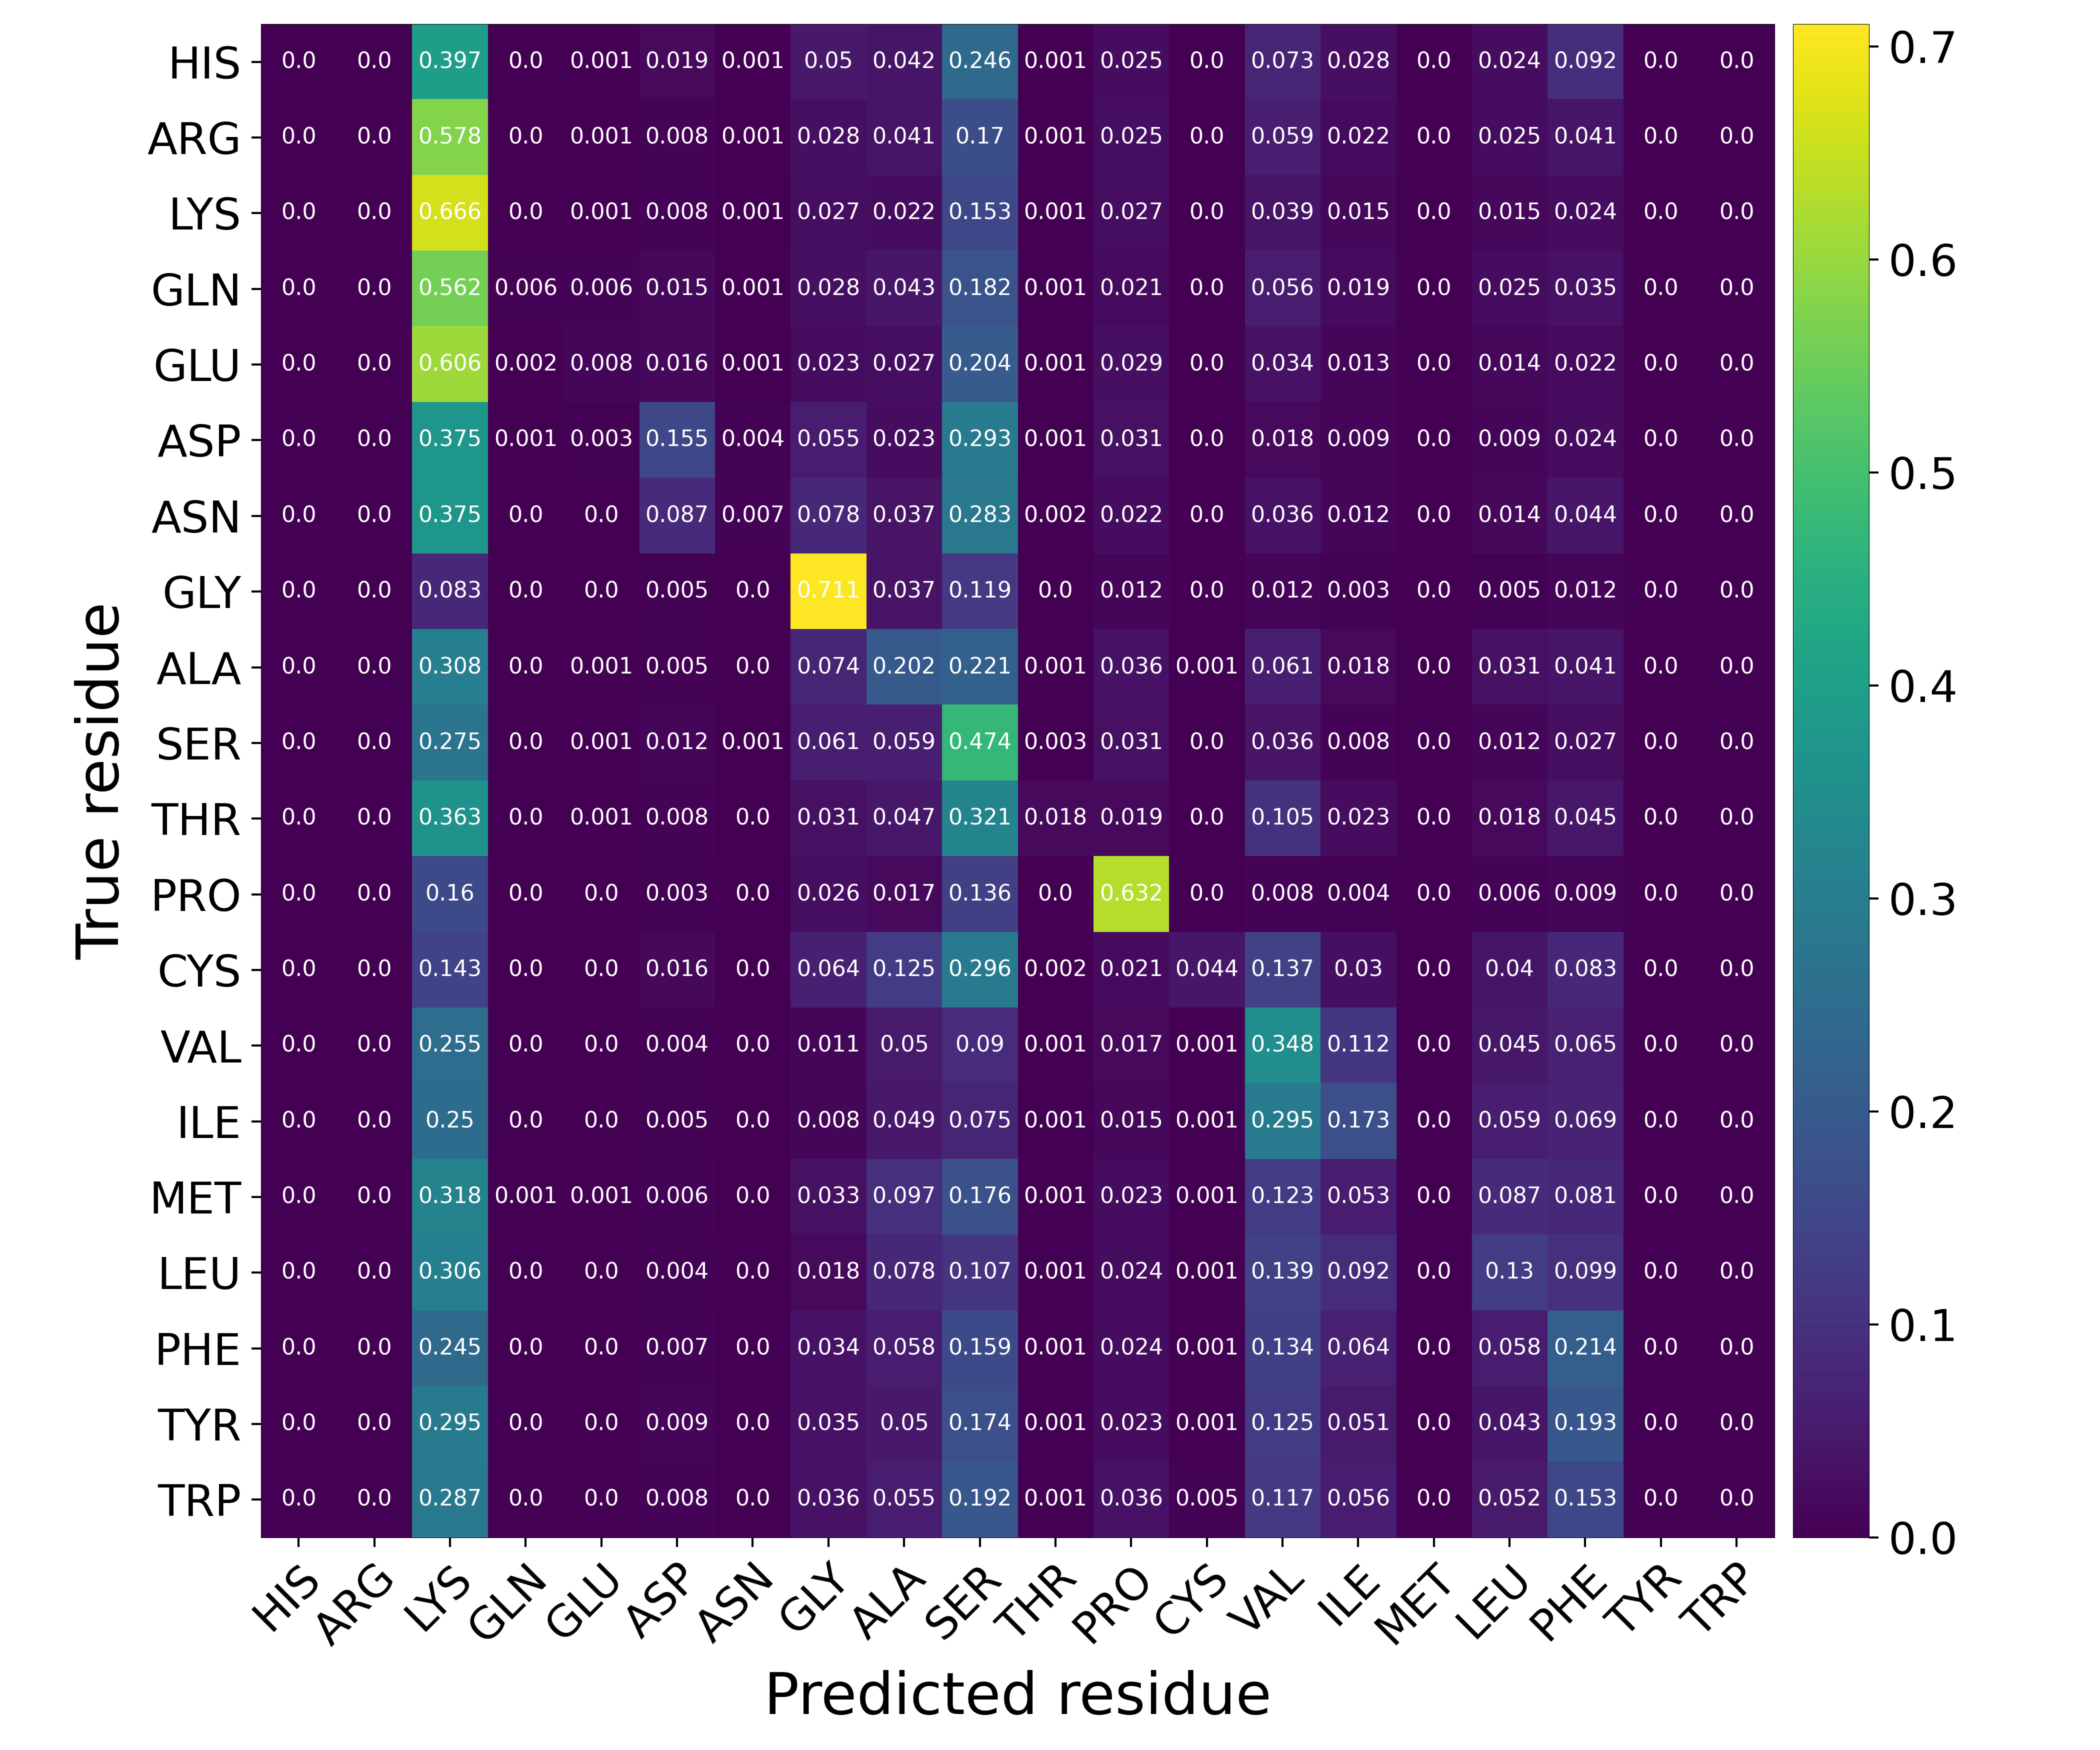 HIS 0.0 0.0 0.397 0.0 0.001 0.019 0.001 0.05 0.042 0.246 0.001 0.025 0.0 0.073 0.028 0.0 0.024 0.092 0.0 0.0 0.7
ARG 0.0 0.0 0.578 0.0 0.001 0.008 0.001 0.028 0.041 0.17 0.001 0.025 0.0 0.059 0.022 0.0 0.025 0.041 0.0 0.0
LYS 0.0 0.0 0.666 0.0 0.001 0.008 0.001 0.027 0.022 0.153 0.001 0.027 0.0 0.039 0.015 0.0 0.015 0.024 0.0 0.0
0.6
GLN 0.0 0.0 0.562 0.006 0.006 0.015 0.001 0.028 0.043 0.182 0.001 0.021 0.0 0.056 0.019 0.0 0.025 0.035 0.0 0.0
GLU 0.0 0.0 0.606 0.002 0.008 0.016 0.001 0.023 0.027 0.204 0.001 0.029 0.0 0.034 0.013 0.0 0.014 0.022 0.0 0.0
ASP 0.0 0.0 0.375 0.001 0.003 0.155 0.004 0.055 0.023 0.293 0.001 0.031 0.0 0.018 0.009 0.0 0.009 0.024 0.0 0.0
0.5
ASN 0.0 0.0 0.375 0.0 0.0 0.087 0.007 0.078 0.037 0.283 0.002 0.022 0.0 0.036 0.012 0.0 0.014 0.044 0.0 0.0
GLY 0.0 0.0 0.083 0.0 0.0 0.005 0.0 0.711 0.037 0.119 0.0 0.012 0.0 0.012 0.003 0.0 0.005 0.012 0.0 0.0
ALA 0.0 0.0 0.308 0.0 0.001 0.005 0.0 0.074 0.202 0.221 0.001 0.036 0.001 0.061 0.018 0.0 0.031 0.041 0.0 0.0
0.4
SER 0.0 0.0 0.275 0.0 0.001 0.012 0.001 0.061 0.059 0.474 0.003 0.031 0.0 0.036 0.008 0.0 0.012 0.027 0.0 0.0
True residue
THR 0.0 0.0 0.363 0.0 0.001 0.008 0.0 0.031 0.047 0.321 0.018 0.019 0.0 0.105 0.023 0.0 0.018 0.045 0.0 0.0
PRO 0.0 0.0 0.16 0.0 0.0 0.003 0.0 0.026 0.017 0.136 0.0 0.632 0.0 0.008 0.004 0.0 0.006 0.009 0.0 0.0 0.3
CYS 0.0 0.0 0.143 0.0 0.0 0.016 0.0 0.064 0.125 0.296 0.002 0.021 0.044 0.137 0.03 0.0 0.04 0.083 0.0 0.0
VAL 0.0 0.0 0.255 0.0 0.0 0.004 0.0 0.011 0.05 0.09 0.001 0.017 0.001 0.348 0.112 0.0 0.045 0.065 0.0 0.0
ILE 0.0 0.0 0.25 0.0 0.0 0.005 0.0 0.008 0.049 0.075 0.001 0.015 0.001 0.295 0.173 0.0 0.059 0.069 0.0 0.0 0.2
MET 0.0 0.0 0.318 0.001 0.001 0.006 0.0 0.033 0.097 0.176 0.001 0.023 0.001 0.123 0.053 0.0 0.087 0.081 0.0 0.0
LEU 0.0 0.0 0.306 0.0 0.0 0.004 0.0 0.018 0.078 0.107 0.001 0.024 0.001 0.139 0.092 0.0 0.13 0.099 0.0 0.0
PHE 0.0 0.0 0.245 0.0 0.0 0.007 0.0 0.034 0.058 0.159 0.001 0.024 0.001 0.134 0.064 0.0 0.058 0.214 0.0 0.0 0.1
TYR 0.0 0.0 0.295 0.0 0.0 0.009 0.0 0.035 0.05 0.174 0.001 0.023 0.001 0.125 0.051 0.0 0.043 0.193 0.0 0.0
TRP 0.0 0.0 0.287 0.0 0.0 0.008 0.0 0.036 0.055 0.192 0.001 0.036 0.005 0.117 0.056 0.0 0.052 0.153 0.0 0.0
0.0
HIS ARG LYS GLN GLU ASP ASN GLY ALA SER THR PRO CYS VAL ILE MET LEU PHE TYR TRP
Predicted residue